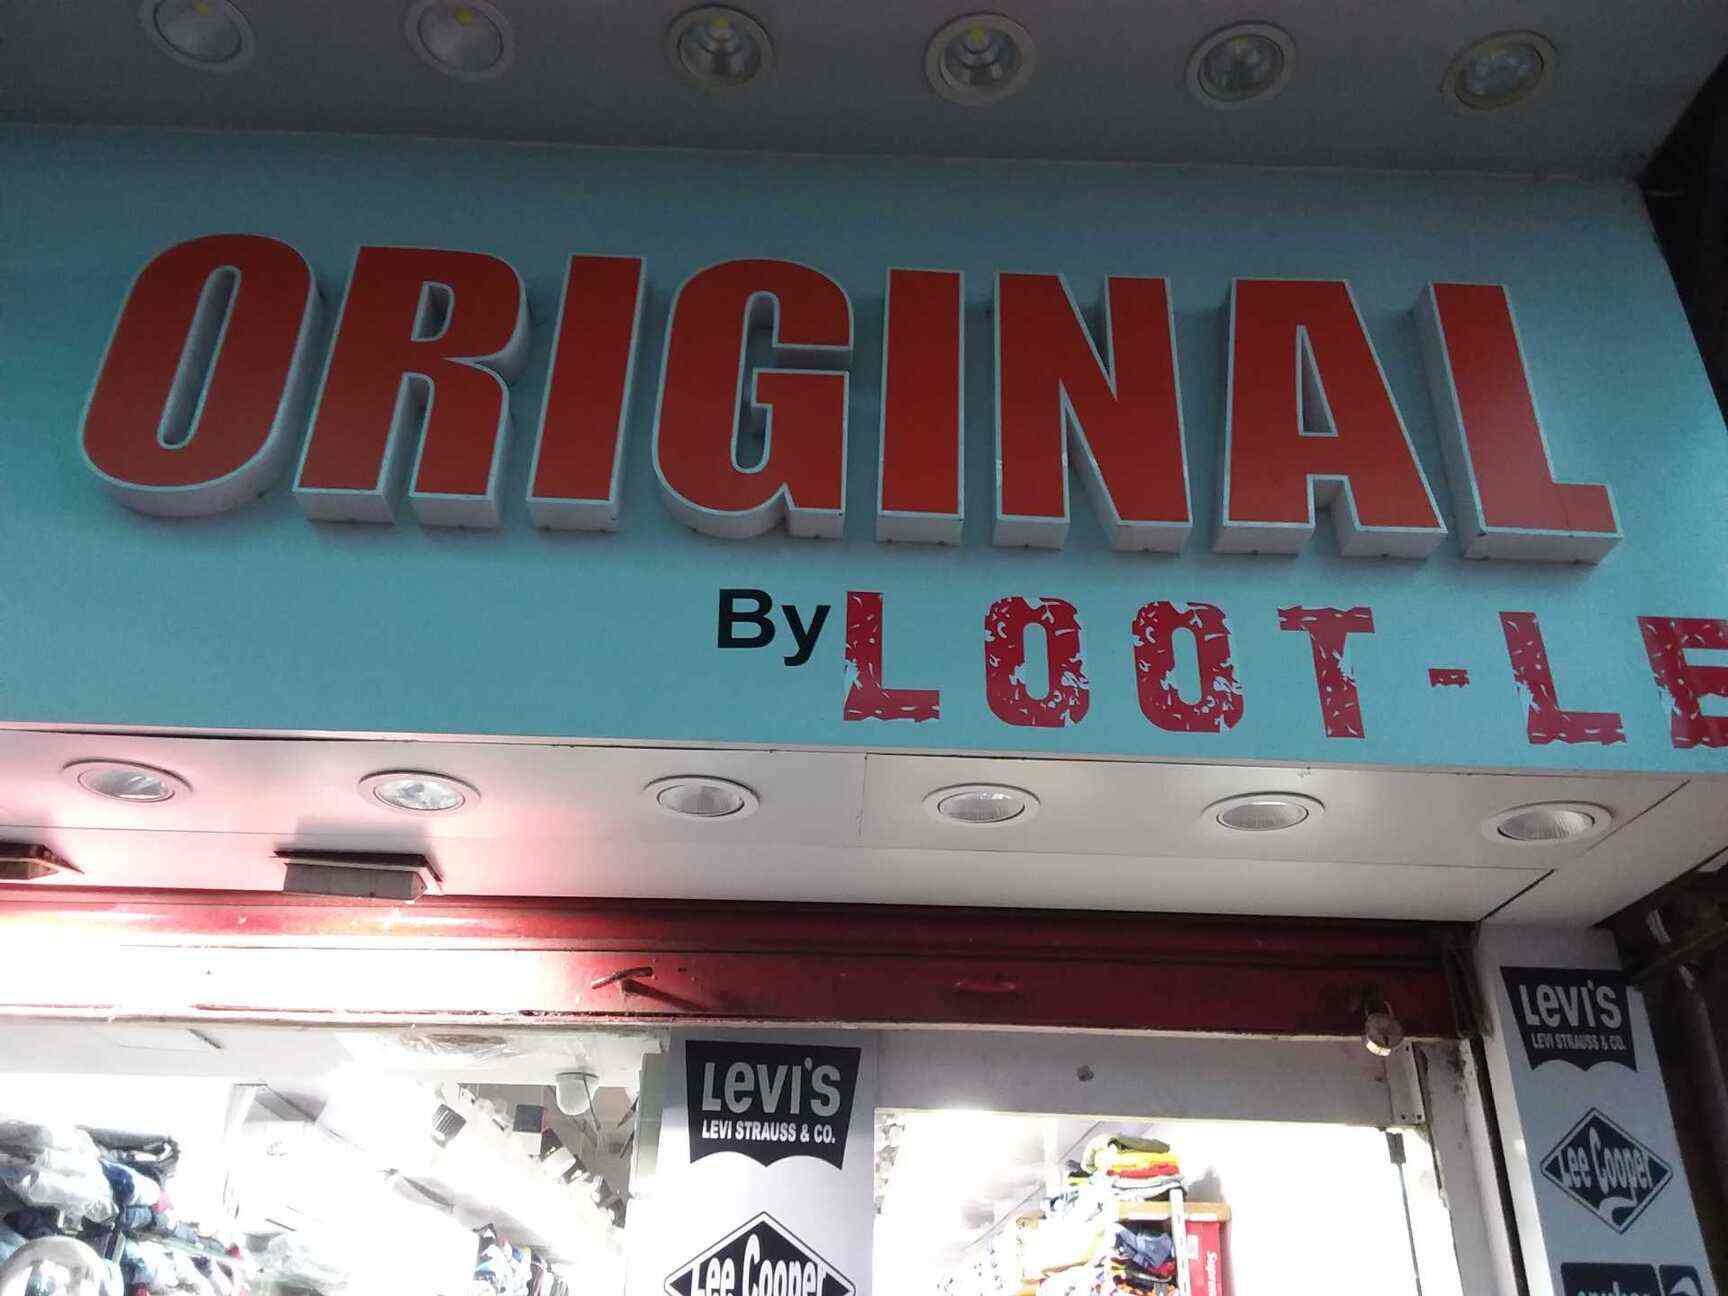 ORIGINAL
By LOOT-LE
LEVI'S
LEVI STRAUSS & CO.
Lee Cooper
LEVI'S
LEVI STRAUSS & CO.
Lee Cooper